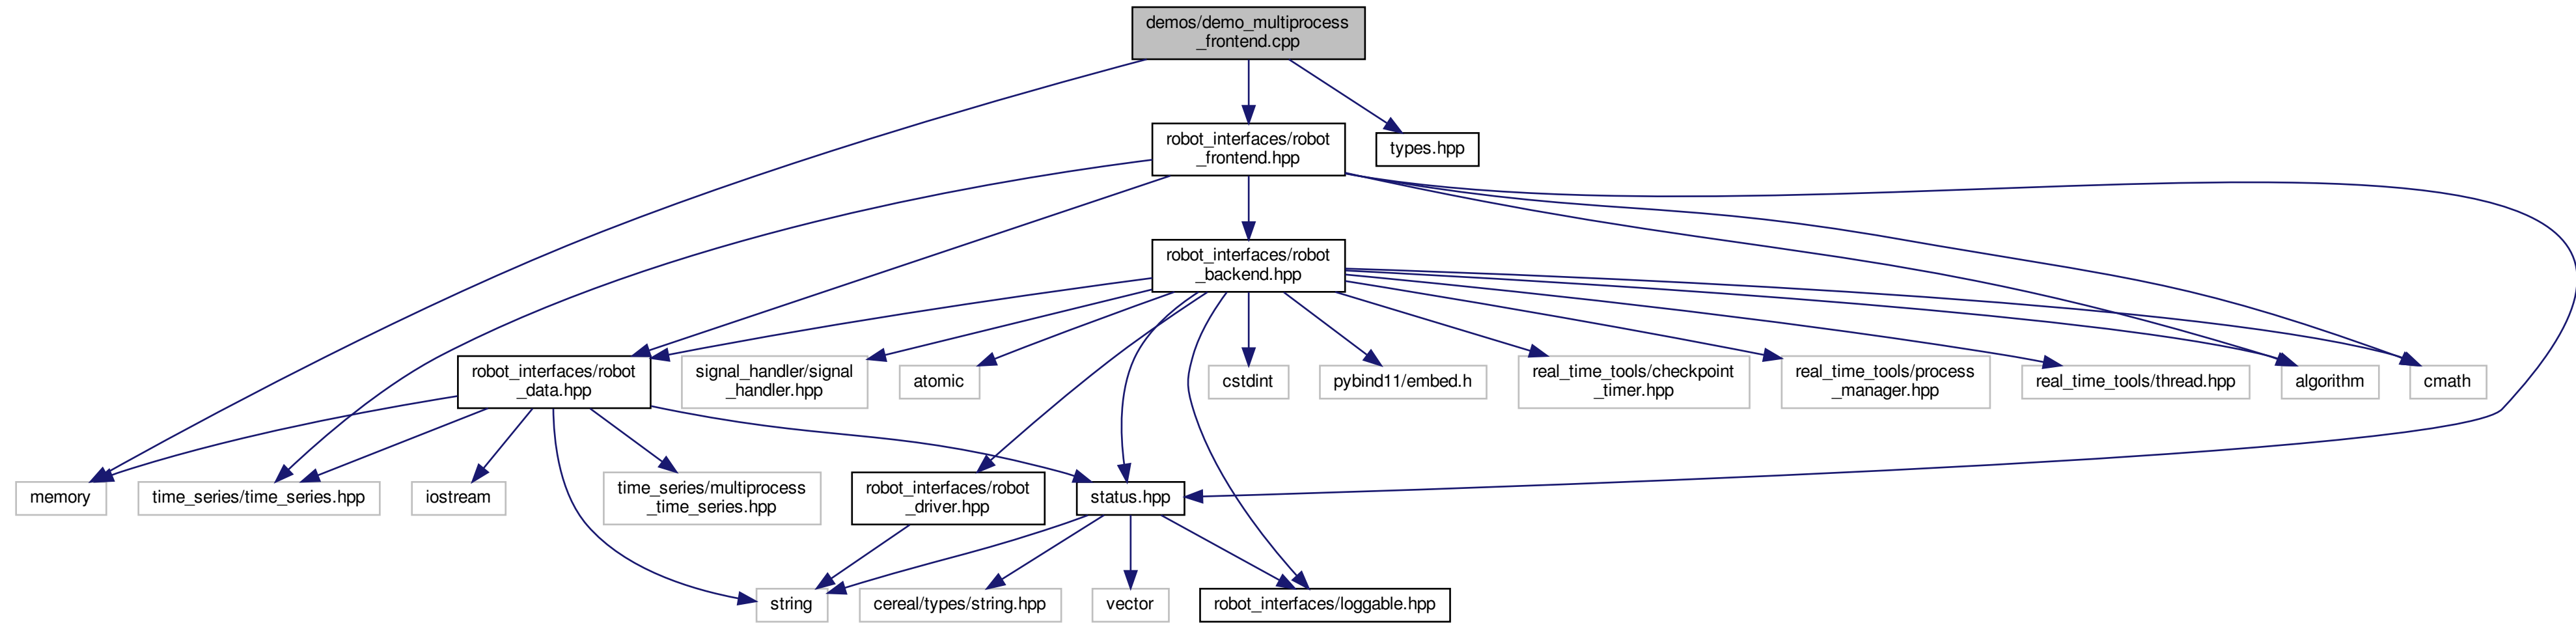 demos/demo_multiprocess
_frontend.cpp
robot_interfaces/robot
_frontend.hpp
types.hpp
robot_interfaces/robot
_backend.hpp
robot_interfaces/robot
_data.hpp
signal_handler/signal
_handler.hpp
atomic
cstdint
pybind11/embed.h
real_time_tools/checkpoint
_timer.hpp
real_time_tools/process
_manager.hpp
real_time_tools/thread.hpp
algorithm
cmath
memory
time_series/time_series.hpp
iostream
time_series/multiprocess
_time_series.hpp
robot_interfaces/robot
_driver.hpp
status.hpp
string
cereal/types/string.hpp
vector
robot_interfaces/loggable.hpp